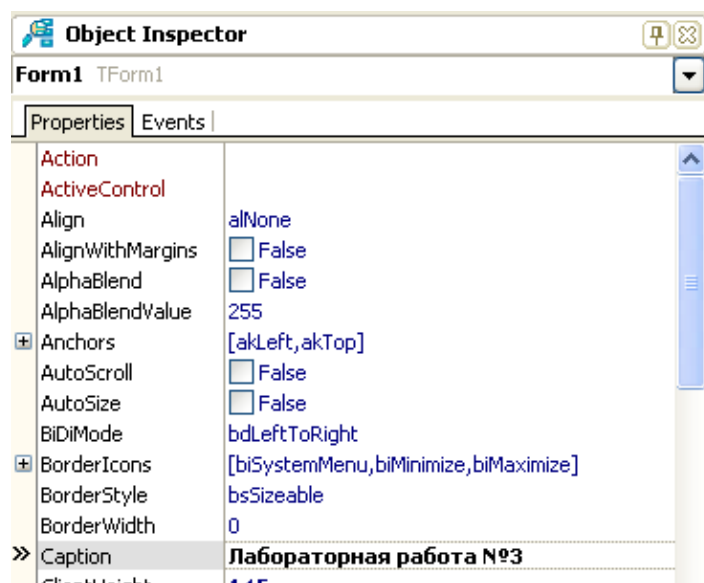 Object Inspector
Form1 TForm1
Properties Events
Action
ActiveControl
Align alNone
AlignWithMargins False
AlphaBlend False
AlphaBlendValue 255
Anchors [akLeft,akTop]
AutoScroll False
AutoSize False
BiDiMode bdLeftToRight
BorderIcons [biSystemMenu,biMinimize,biMaximize]
BorderStyle bsSizeable
BorderWidth 0
Caption Лабораторная работа №3
ClientHeight